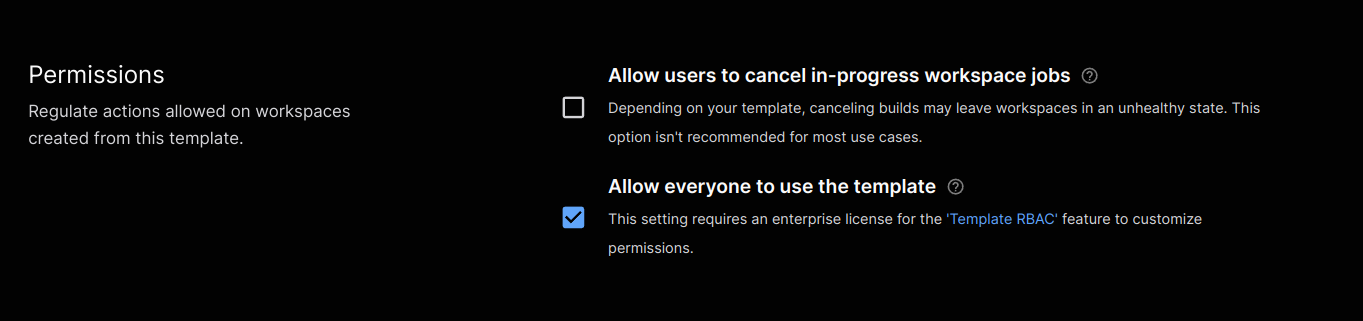 Permissions
Regulate actions allowed on workspaces
created from this template.
Allow users to cancel in-progress workspace jobs
Depending on your template, canceling builds may leave workspaces in an unhealthy state. This
option isn't recommended for most use cases.
Allow everyone to use the template
This setting requires an enterprise license for the 'Template RBAC' feature to customize
permissions.